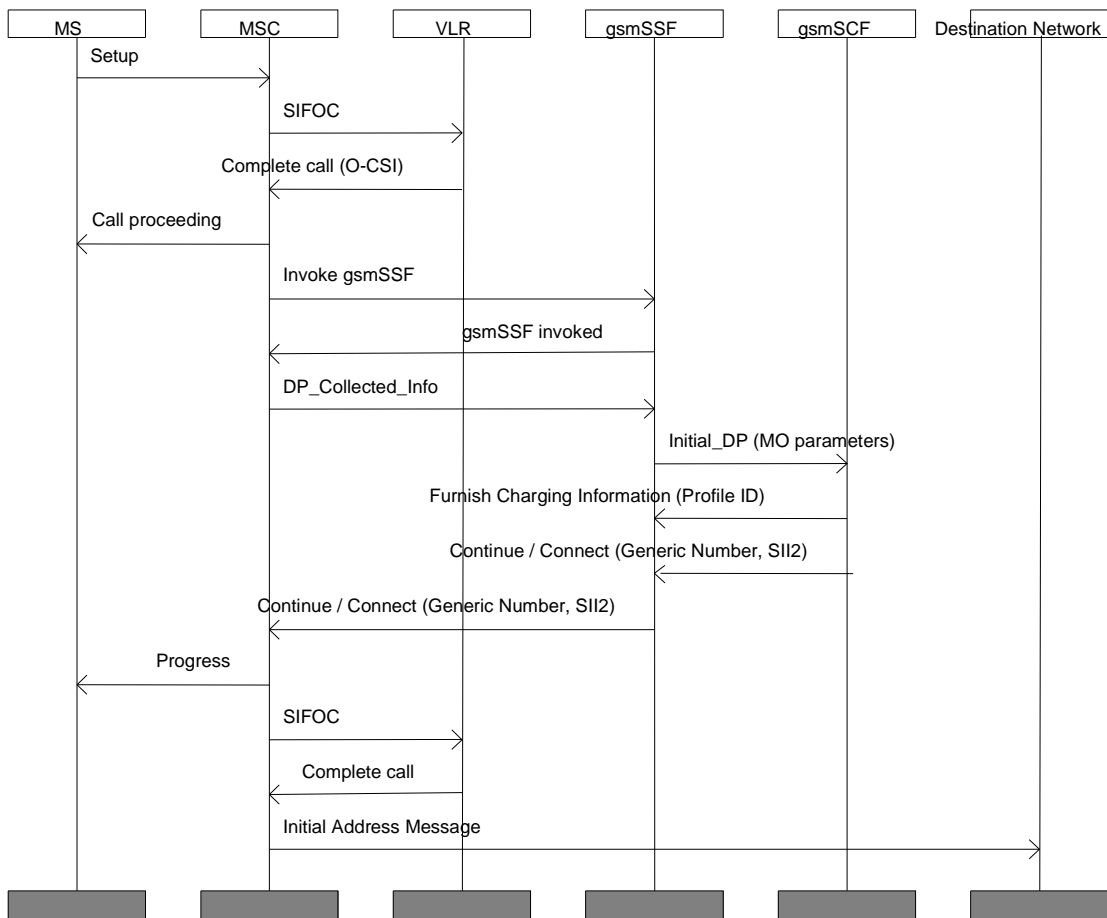 MS
MSC
VLR
gsmSSF
gsmSCF
Destination Network
Setup
SIFOC
Complete call (O-CSI)
Call proceeding
Invoke gsmSSF
gsmSSF invoked
DP_Collected_Info
Initial_DP (MO parameters)
Furnish Charging Information (Profile ID)
Continue / Connect (Generic Number, SII2)
Continue / Connect (Generic Number, SII2)
Progress
SIFOC
Complete call
Initial Address Message